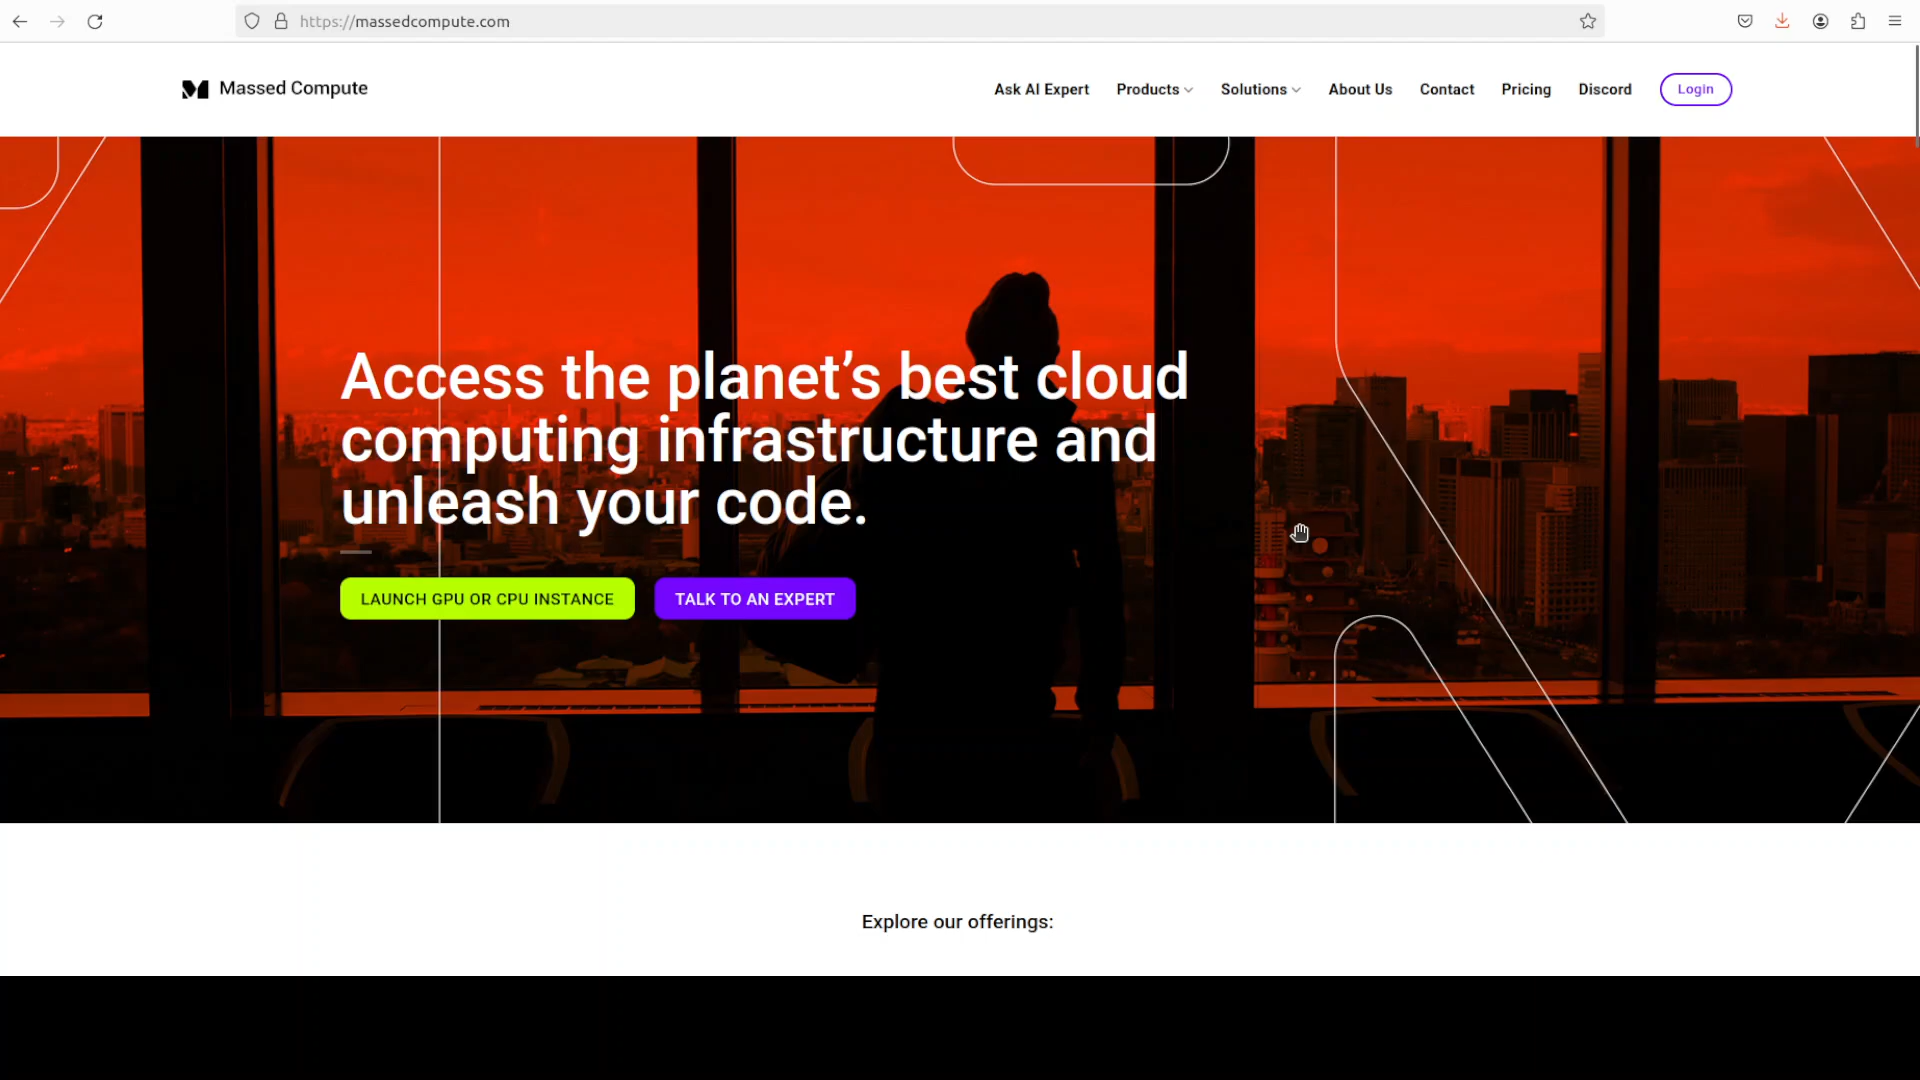 https://massedcompute.com
Massed Compute
Ask AI Expert
Products
Solutions
About Us
Contact
Pricing
Discord
Login
Access the planet’s best cloud
computing infrastructure and
unleash your code.
LAUNCH GPU OR CPU INSTANCE
TALK TO AN EXPERT
Explore our offerings: